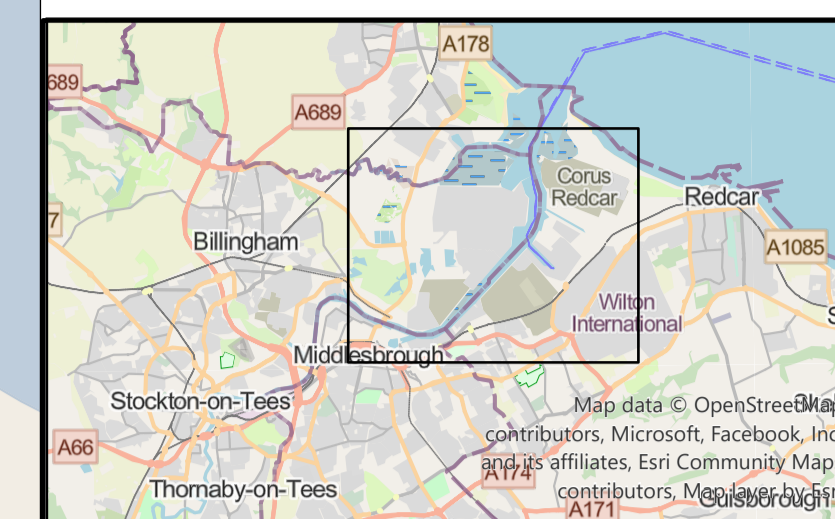 A178
689
A689
Corus
Redcar
Redcar
7
Billingham
A1085
Wilton
International
Middlesbrough
Stockton-on-Tees
Map data © OpenStreetMap
contributors, Microsoft, Facebook, Inc
A66
and its affiliates, Esri Community Map
A174
Thornaby-on-Tees
contributors, Map layer by Esr
Guisborough
A171